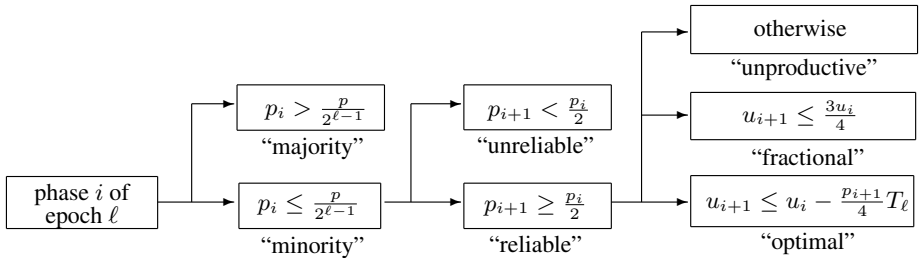 otherwise
“unproductive”
p_i > p/2^{ℓ−1}
“majority”
p_{i+1} < p_i/2
“unreliable”
u_{i+1} ≤ 3u_i/4
“fractional”
phase i of
epoch ℓ
p_i ≤ p/2^{ℓ−1}
“minority”
p_{i+1} ≥ p_i/2
“reliable”
u_{i+1} ≤ u_i − p_{i+1}/4 T_ℓ
“optimal”